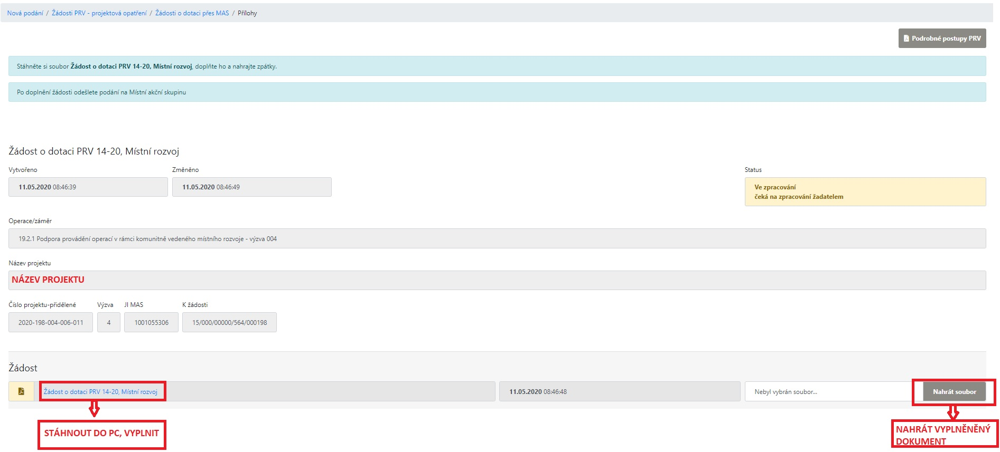 Nová podání / Žádosti PRV - projektová opatření / Žádosti o dotaci přes MAS / Přílohy
Podrobné postupy PRV
Stáhněte si soubor Žádost o dotaci PRV 14-20, Místní rozvoj, doplňte ho a nahrajte zpátky.
Po doplnění žádosti odešlete podání na Místní akční skupinu
Žádost o dotaci PRV 14-20, Místní rozvoj
Vytvořeno Změněno Status
11.05.2020 08:46:39 11.05.2020 08:46:49 Ve zpracování
čeká na zpracování žadatelem
Operace/záměr
19.2.1 Podpora provádění operací v rámci komunitně vedeného místního rozvoje - výzva 004
Název projektu
NÁZEV PROJEKTU
Číslo projektu-přidělené Výzva JI MAS K žádosti
2020-198-004-006-011 4 1001055306 15/000/00000/564/000198
Žádost
Žádost o dotaci PRV 14-20, Místní rozvoj 11.05.2020 08:46:48 Nebyl vybrán soubor... Nahrát soubor
STÁHNOUT DO PC, VYPLNIT
NAHRÁT VYPLNĚNĚNÝ
DOKUMENT